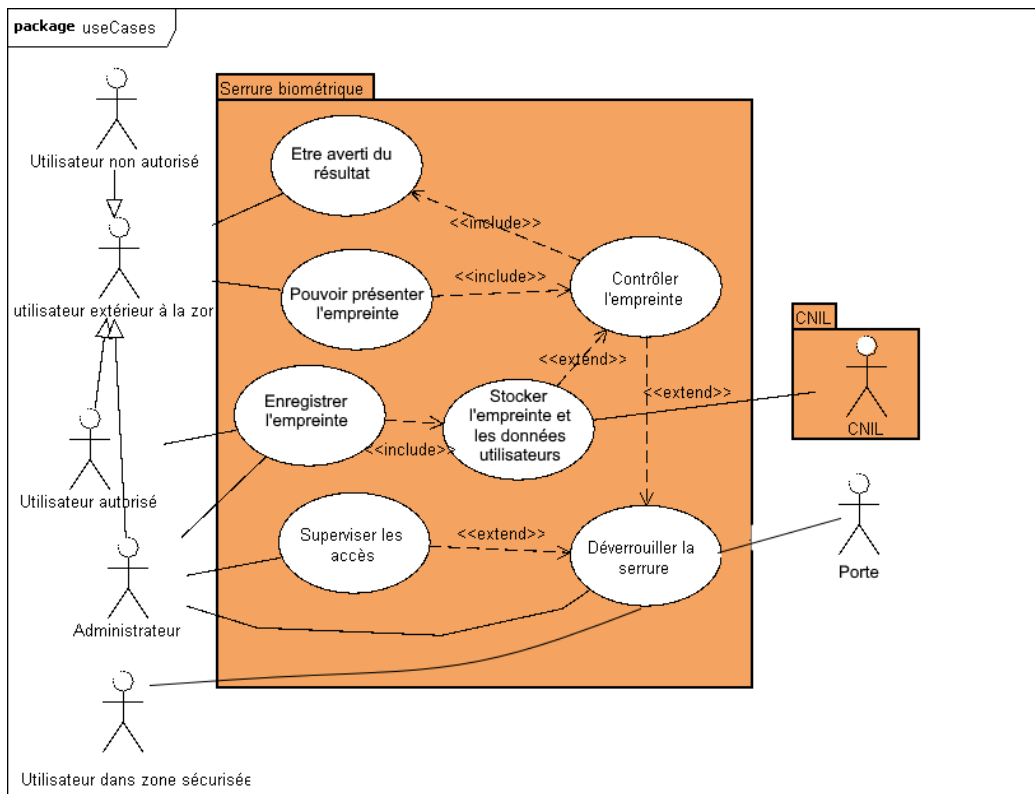 package useCases
Serrure biométrique
Utilisateur non autorisé
Etre averti du
résultat
<<include>>
utilisateur extérieur à la zor
Pouvoir présenter
l'empreinte
<<include>>
Contrôler
l'empreinte
CNIL
CNIL
<<extend>>
<<extend>>
Enregistrer
l'empreinte
<<include>>
Stocker
l'empreinte et
les données
utilisateurs
Utilisateur autorisé
Superviser les
accès
<<extend>>
Déverrouiller la
serrure
Porte
Administrateur
Utilisateur dans zone sécurisée